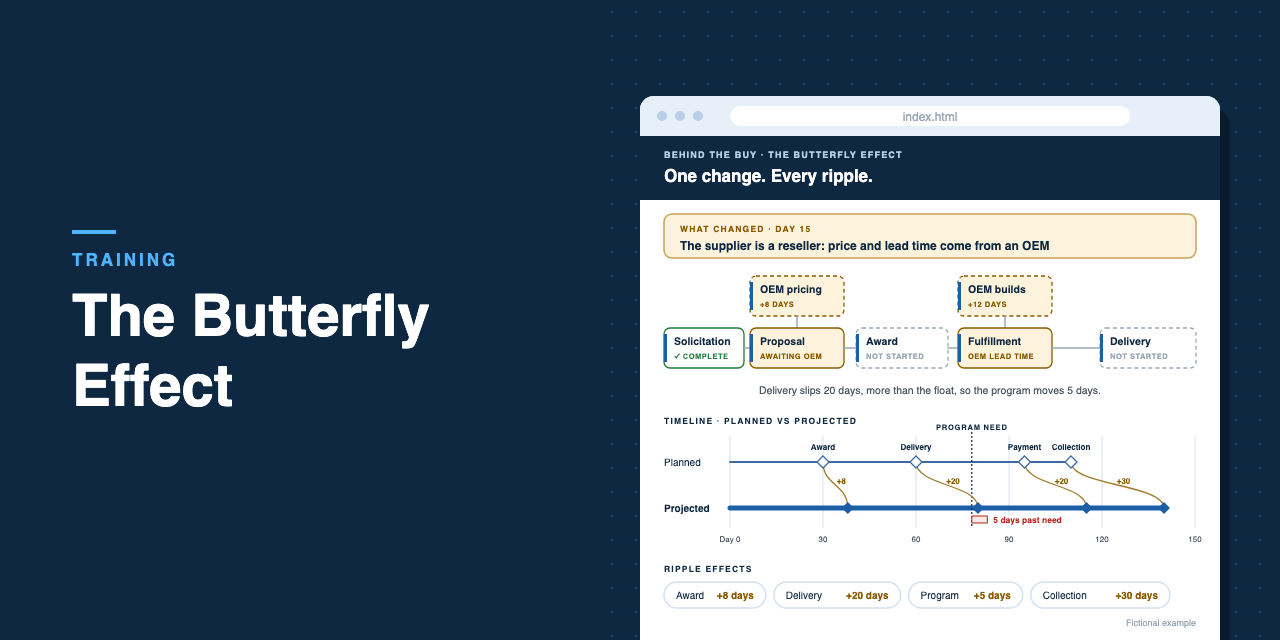 TRAINING
The Butterfly
Effect
index.html
BEHIND THE BUY · THE BUTTERFLY EFFECT
One change. Every ripple.
WHAT CHANGED · DAY 15
The supplier is a reseller: price and lead time come from an OEM
OEM pricing
+8 DAYS
OEM builds
+12 DAYS
Solicitation
✓ COMPLETE
Proposal
AWAITING OEM
Award
NOT STARTED
Fulfillment
OEM LEAD TIME
Delivery
NOT STARTED
Delivery slips 20 days, more than the float, so the program moves 5 days.
TIMELINE · PLANNED VS PROJECTED
PROGRAM NEED
Award
Delivery
Payment
Collection
Planned
+8
+20
+20
+30
Projected
5 days past need
Day 0
30
60
90
120
150
RIPPLE EFFECTS
Award +8 days
Delivery +20 days
Program +5 days
Collection +30 days
Fictional example